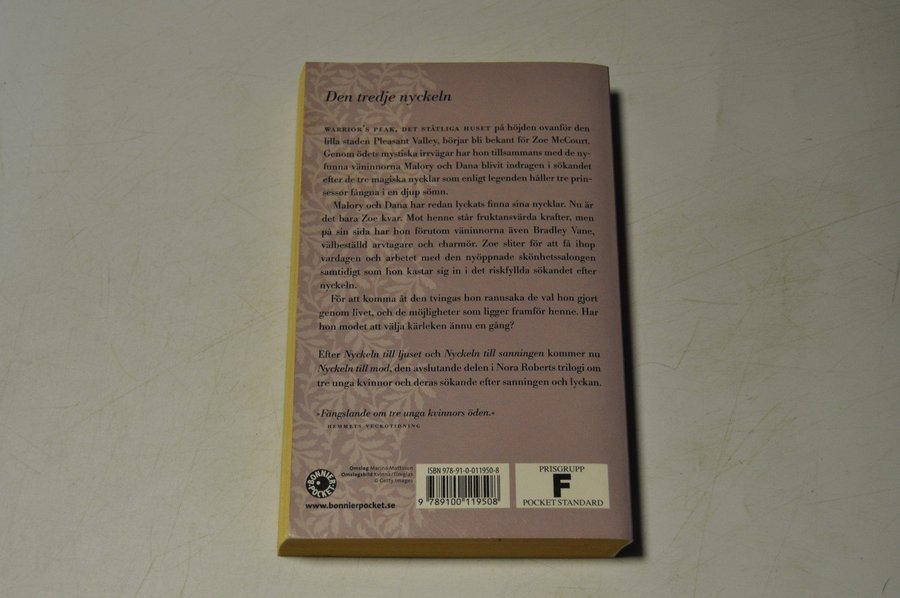 Den tredje nyckeln
WARRIOR'S PEAK, DET STÅTLIGA HUSET på höjden ovanför den
lilla staden Pleasant Valley, börjar bli bekant för Zoe McCourt.
Genom ödets mystiska irrvägar har hon tillsammans med de ny-
funna väninnorna Malory och Dana blivit indragen i sökandet
efter de tre magiska nycklar som enligt legenden håller tre prin-
sessor fångna i en djup sömn.
Malory och Dana har redan lyckats finna sina nycklar. Nu är
det bara Zoe kvar. Mot henne står fruktansvärda krafter, men
på sin sida har hon förutom väninnorna även Bradley Vane,
välbeställd arvtagare och charmör. Zoe sliter för att få ihop
vardagen och arbetet med den nyöppnade skönhetssalongen
samtidigt som hon kastar sig in i det riskfyllda sökandet efter
nyckeln.
För att komma åt den tvingas hon rannsaka de val hon gjort
genom livet, och de möjligheter som ligger framför henne. Har
hon modet att välja kärleken ännu en gång?
Efter Nyckeln till ljuset och Nyckeln till sanningen kommer nu
Nyckeln till mod, den avslutande delen i Nora Roberts trilogi om
tre unga kvinnor och deras sökande efter sanningen och lyckan.
»Fängslande om tre unga kvinnors öden.«
HEMMETS VECKOTIDNING
Omslag Marina Mattsson
Omslagsbild Kvinna/timglas
© Getty Images
BONNIER POCKET
www.bonnierpocket.se
ISBN 978-91-0-011950-8
9 789100 119508
PRISGRUPP
F
POCKET STANDARD